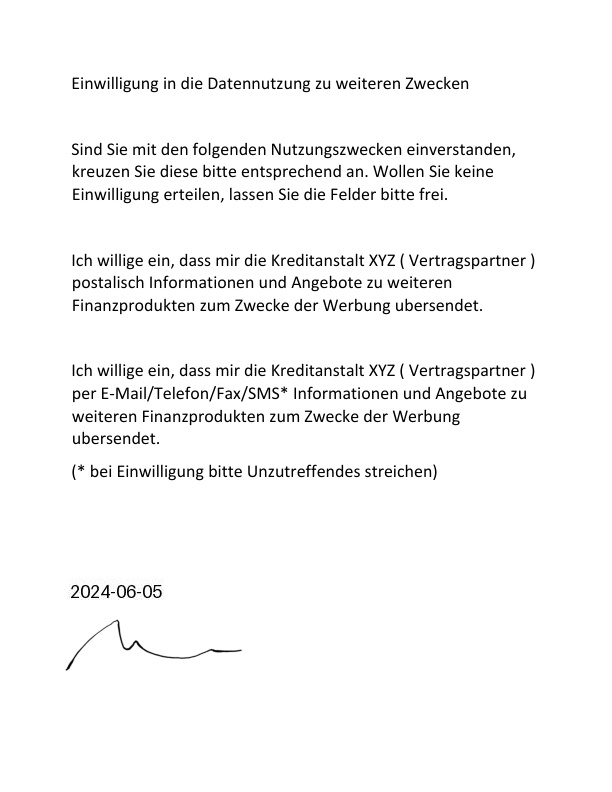 Einwilligung in die Datennutzung zu weiteren Zwecken
Sind Sie mit den folgenden Nutzungszwecken einverstanden,
kreuzen Sie diese bitte entsprechend an. Wollen Sie keine
Einwilligung erteilen, lassen Sie die Felder bitte frei.
Ich willige ein, dass mir die Kreditanstalt XYZ ( Vertragspartner )
postalisch Informationen und Angebote zu weiteren
Finanzprodukten zum Zwecke der Werbung ubersendet.
Ich willige ein, dass mir die Kreditanstalt XYZ ( Vertragspartner )
per E-Mail/Telefon/Fax/SMS* Informationen und Angebote zu
weiteren Finanzprodukten zum Zwecke der Werbung
ubersendet.
(* bei Einwilligung bitte Unzutreffendes streichen)
2024-06-05